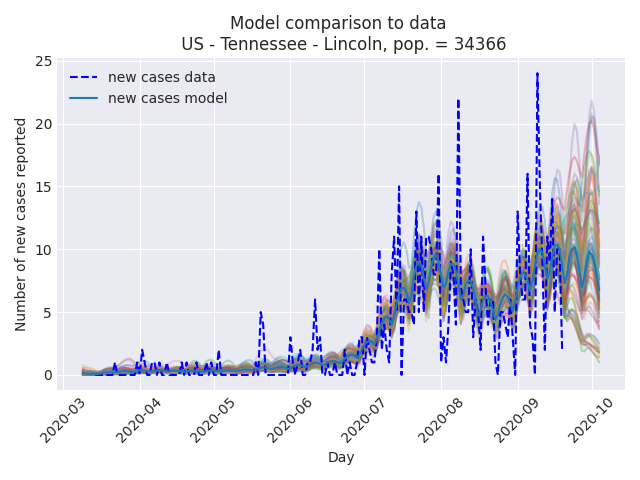 Model comparison to data
US - Tennessee - Lincoln, pop. = 34366
new cases data
new cases model
Number of new cases reported
25
20
15
10
5
0
2020-03
2020-04
2020-05
2020-06
2020-07
2020-08
2020-09
2020-10
Day